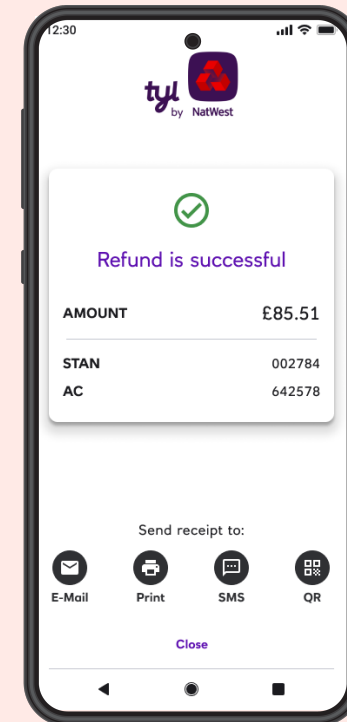 12:30
tyl
by NatWest
Refund is successful
AMOUNT £85.51
STAN 002784
AC 642578
Send receipt to:
E-Mail Print SMS QR
Close